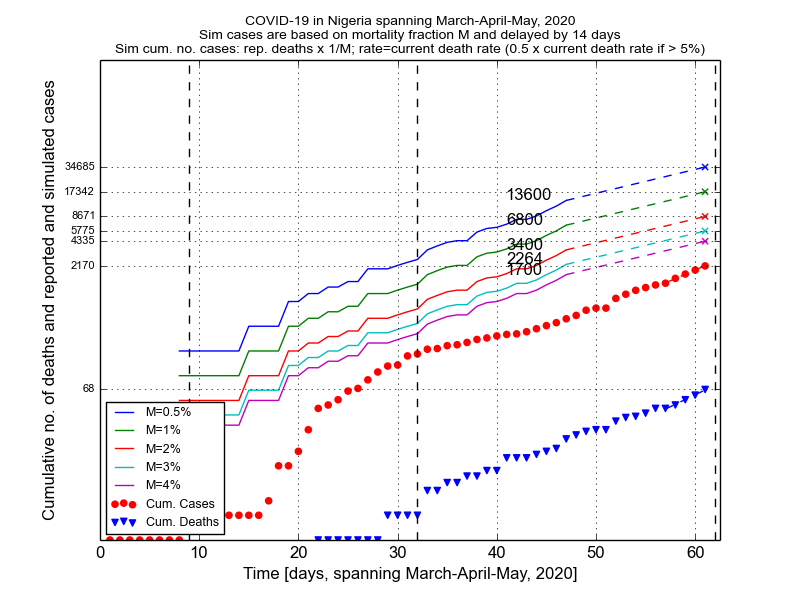 COVID-19 in Nigeria spanning March-April-May, 2020
Sim cases are based on mortality fraction M and delayed by 14 days
Sim cum. no. cases: rep. deaths x 1/M; rate=current death rate (0.5 x current death rate if > 5%)
Cumulative no. of deaths and reported and simulated cases
34685
17342
8671
5775
4335
2170
68
13600
6800
3400
2264
1700
M=0.5%
M=1%
M=2%
M=3%
M=4%
Cum. Cases
Cum. Deaths
0 10 20 30 40 50 60
Time [days, spanning March-April-May, 2020]